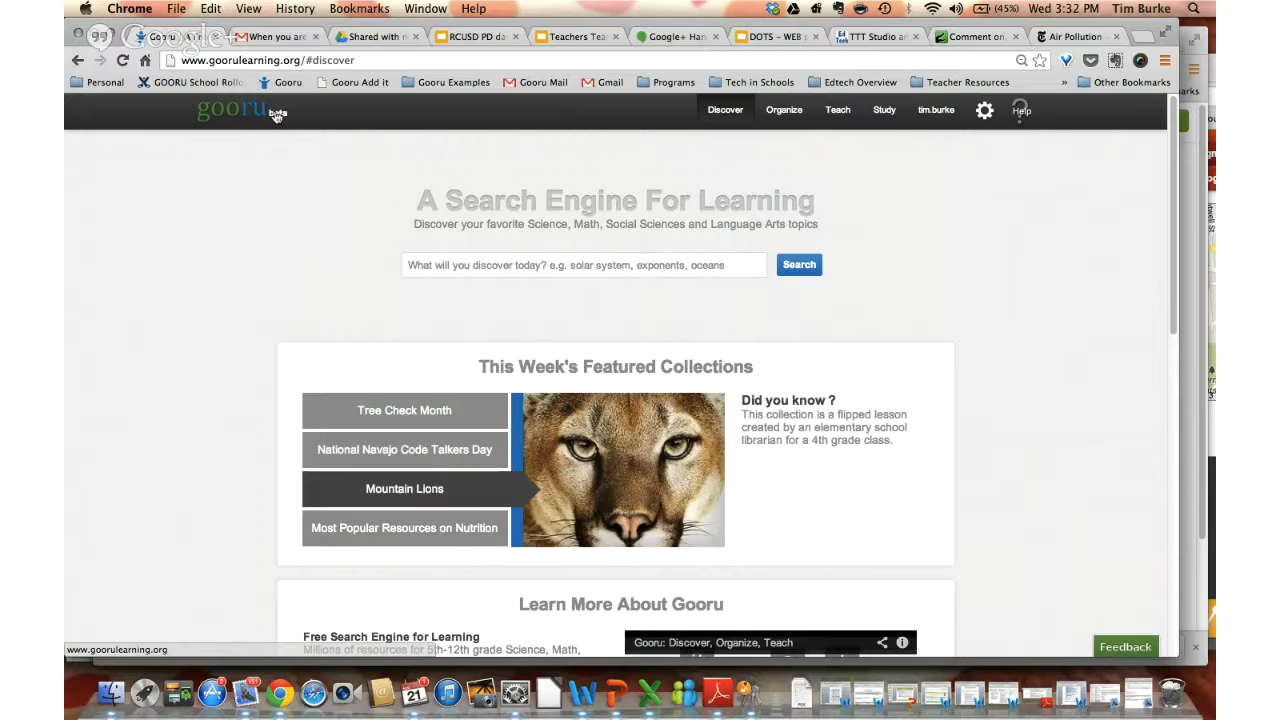 Chrome File Edit View History Bookmarks Window Help (45%) Wed 3:32 PM Tim Burke
Google+
When you are Shared with m RCUSD PD da Teachers Tea Google+ Han DOTS – WEB TTT Studio an Comment on Air Pollution
www.goorulearning.org/#discover
Personal GOORU School Rollo Gooru Gooru Add it Gooru Examples Gooru Mail Gmail Programs Tech in Schools Edtech Overview Teacher Resources » Other Bookmarks
gooru beta Discover Organize Teach Study tim.burke Help
A Search Engine For Learning
Discover your favorite Science, Math, Social Sciences and Language Arts topics
What will you discover today? e.g. solar system, exponents, oceans Search
This Week's Featured Collections
Tree Check Month
National Navajo Code Talkers Day
Mountain Lions
Most Popular Resources on Nutrition
Did you know ?
This collection is a flipped lesson
created by an elementary school
librarian for a 4th grade class.
Learn More About Gooru
Free Search Engine for Learning
Millions of resources for 5th-12th grade Science, Math,
Gooru: Discover, Organize, Teach
www.goorulearning.org
Feedback